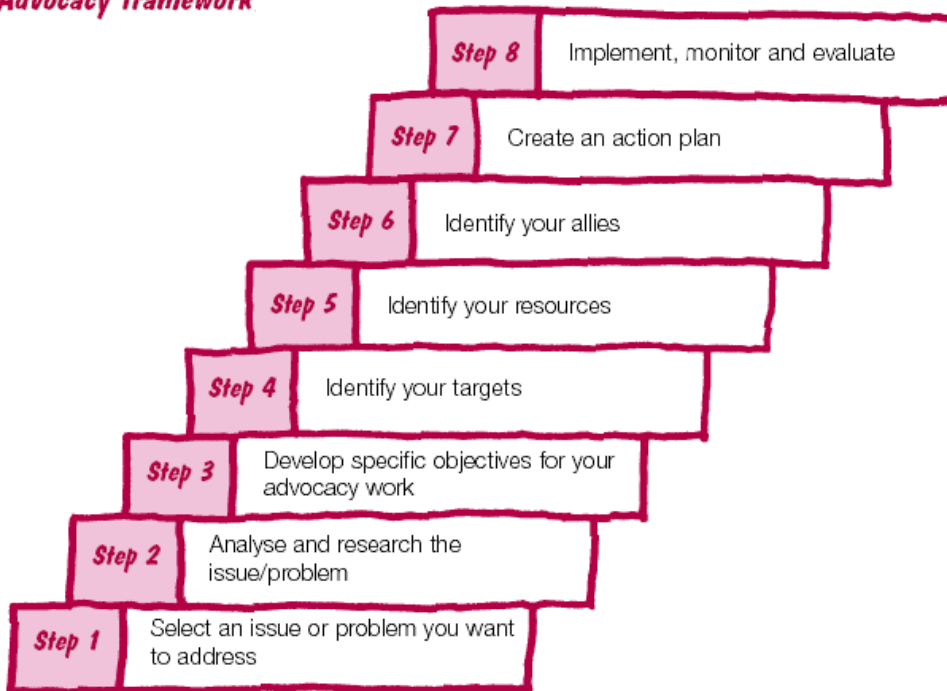 Advocacy framework
Step 8 Implement, monitor and evaluate
Step 7 Create an action plan
Step 6 Identify your allies
Step 5 Identify your resources
Step 4 Identify your targets
Step 3 Develop specific objectives for your
advocacy work
Step 2 Analyse and research the
issue/problem
Step 1 Select an issue or problem you want
to address